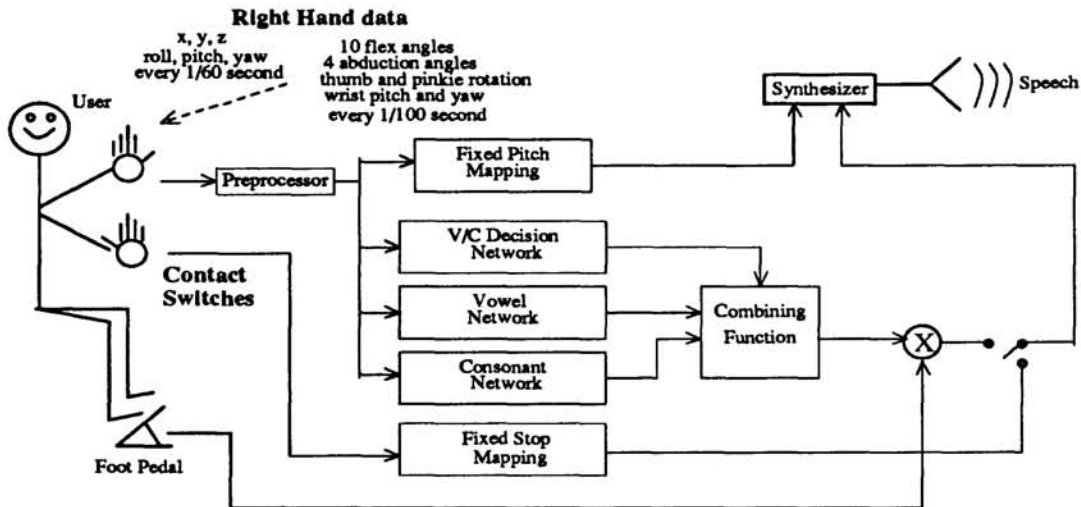 Right Hand data
x, y, z
roll, pitch, yaw
every 1/60 second
10 flex angles
4 abduction angles
thumb and pinkie rotation
wrist pitch and yaw
every 1/100 second
User
Synthesizer
Speech
Preprocessor
Fixed Pitch
Mapping
V/C Decision
Network
Contact
Switches
Vowel
Network
Combining
Function
X
Consonant
Network
Fixed Stop
Mapping
Foot Pedal